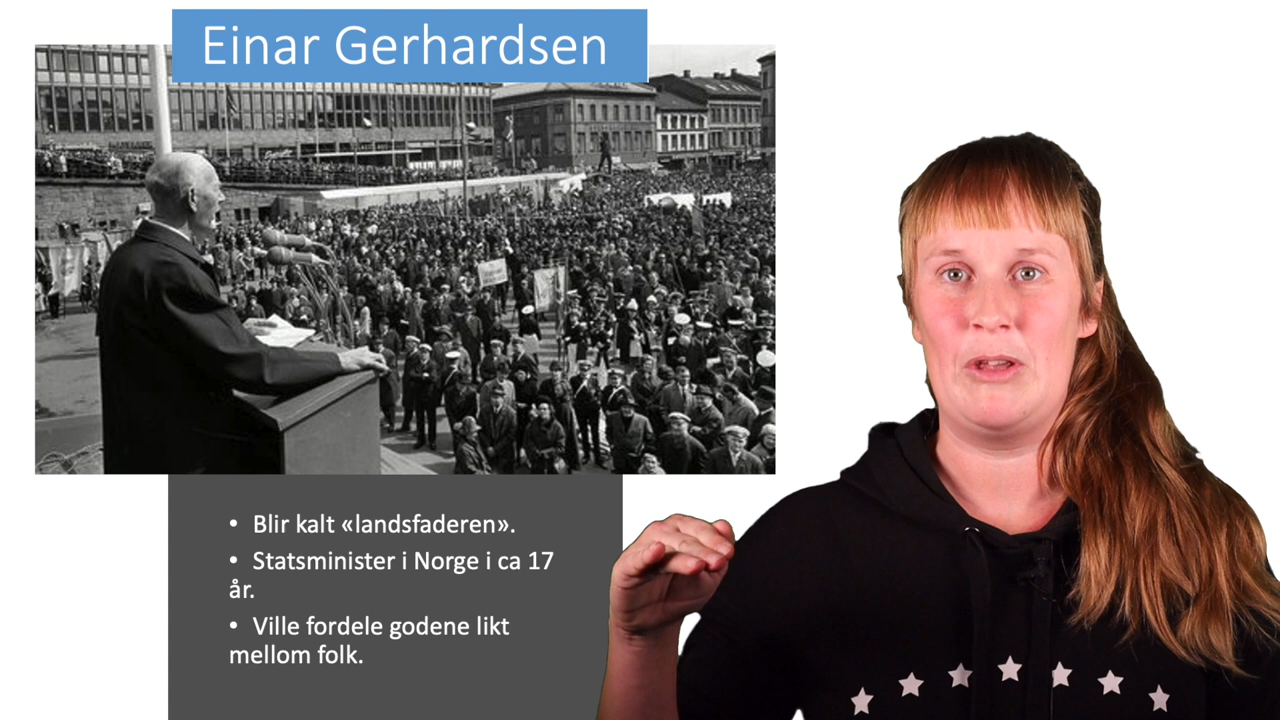 Einar Gerhardsen
• Blir kalt «landsfaderen».
• Statsminister i Norge i ca 17
år.
• Ville fordele godene likt
mellom folk.